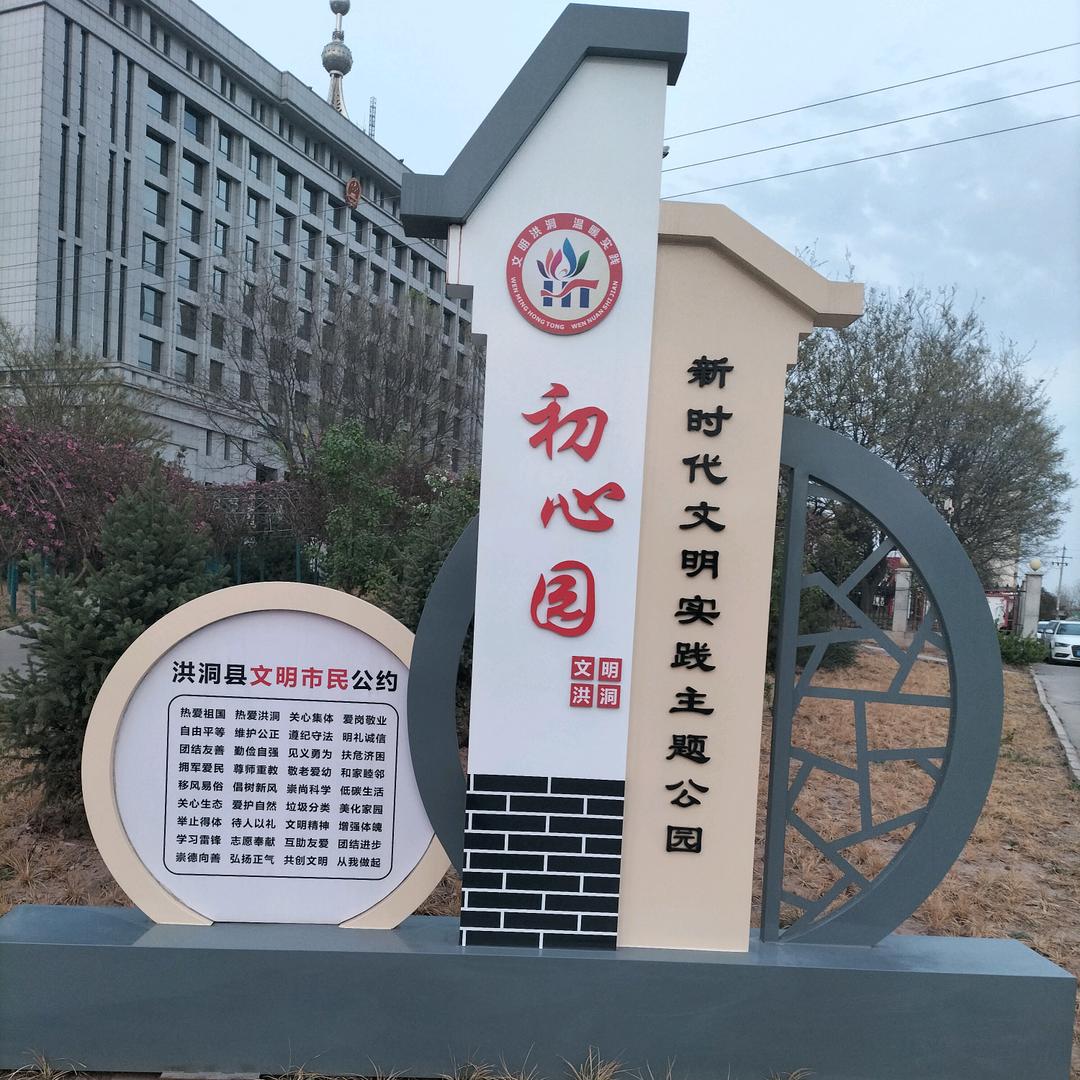 文明洪洞 温暖实践
WEN MING HONG TONG WEN NUAN SHI JIAN
初心园
文明
洪洞
新时代文明实践主题公园
洪洞县文明市民公约
热爱祖国 热爱洪洞 关心集体 爱岗敬业
自由平等 维护公正 遵纪守法 明礼诚信
团结友善 勤俭自强 见义勇为 扶危济困
拥军爱民 尊师重教 敬老爱幼 和家睦邻
移风易俗 倡树新风 崇尚科学 低碳生活
关心生态 爱护自然 垃圾分类 美化家园
举止得体 待人以礼 文明精神 增强体魄
学习雷锋 志愿奉献 互助友爱 团结进步
崇德向善 弘扬正气 共创文明 从我做起